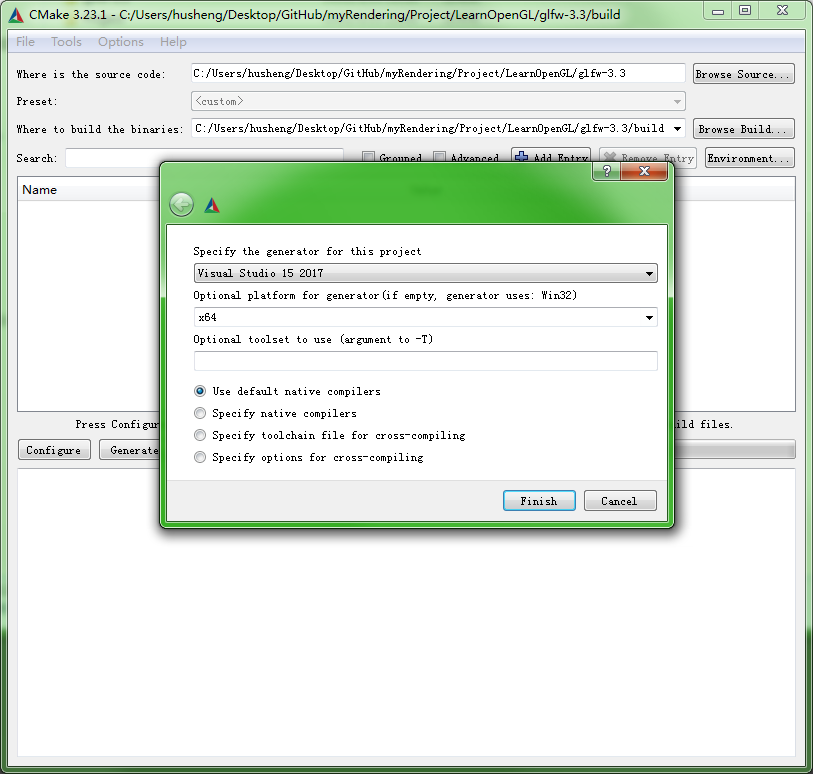 CMake 3.23.1 - C:/Users/husheng/Desktop/GitHub/myRendering/Project/LearnOpenGL/glfw-3.3/build
File Tools Options Help
Where is the source code: C:/Users/husheng/Desktop/GitHub/myRendering/Project/LearnOpenGL/glfw-3.3 Browse Source...
Preset: <custom>
Where to build the binaries: C:/Users/husheng/Desktop/GitHub/myRendering/Project/LearnOpenGL/glfw-3.3/build Browse Build...
Search: Grouped Advanced Add Entry Remove Entry Environment...
Name
Specify the generator for this project
Visual Studio 15 2017
Optional platform for generator(if empty, generator uses: Win32)
x64
Optional toolset to use (argument to -T)
Use default native compilers
Specify native compilers
Specify toolchain file for cross-compiling
Specify options for cross-compiling
Finish Cancel
Press Configur ild files.
Configure Generate